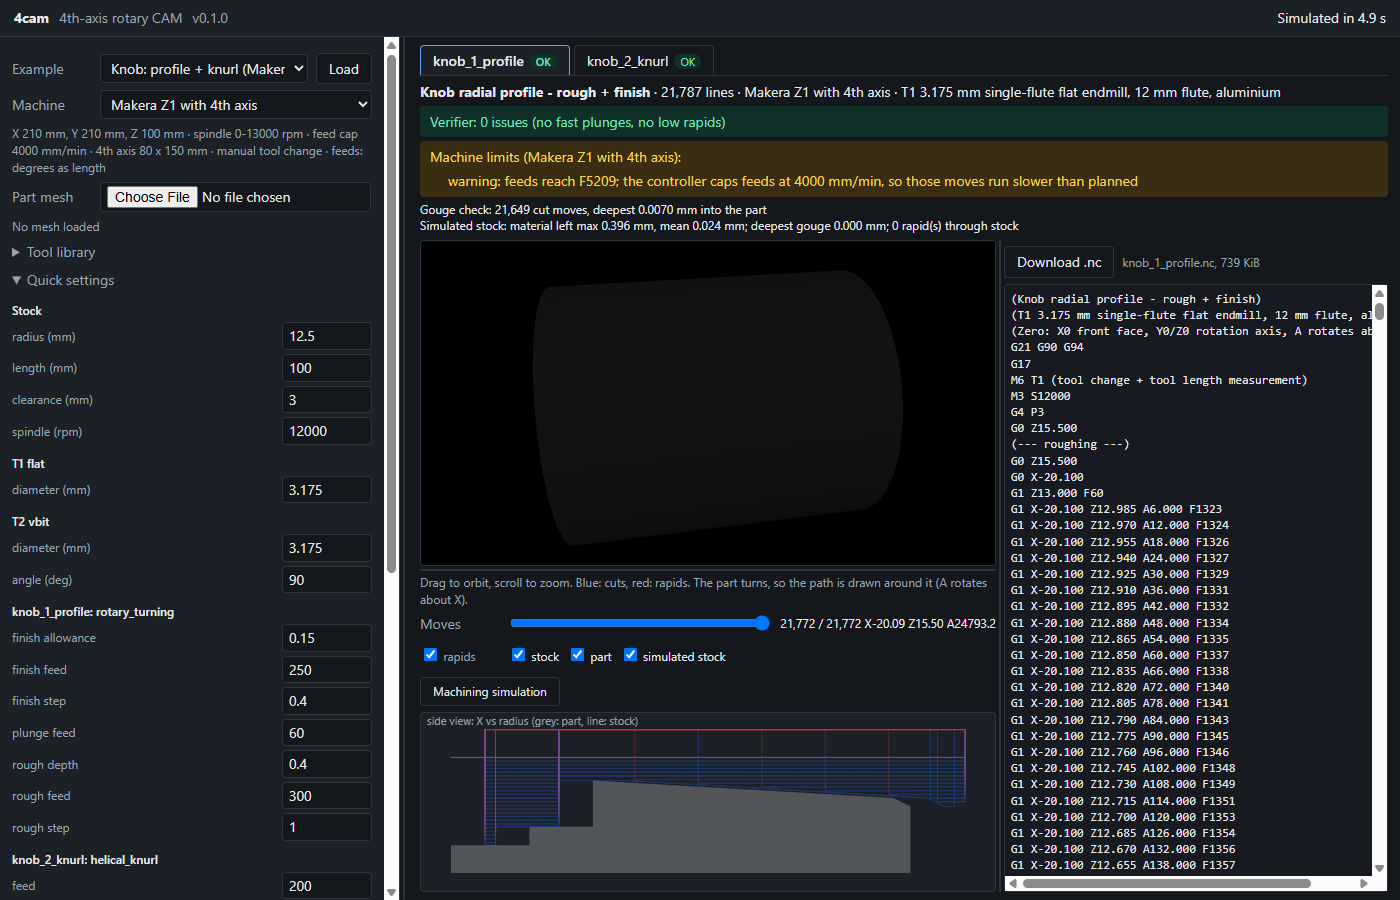 4cam 4th-axis rotary CAM v0.1.0
Simulated in 4.9 s
Example
Knob: profile + knurl (Maker
Load
Machine
Makera Z1 with 4th axis
X 210 mm, Y 210 mm, Z 100 mm · spindle 0-13000 rpm · feed cap
4000 mm/min · 4th axis 80 x 150 mm · manual tool change · feeds:
degrees as length
Part mesh
Choose File No file chosen
No mesh loaded
Tool library
Quick settings
Stock
radius (mm) 12.5
length (mm) 100
clearance (mm) 3
spindle (rpm) 12000
T1 flat
diameter (mm) 3.175
T2 vbit
diameter (mm) 3.175
angle (deg) 90
knob_1_profile: rotary_turning
finish allowance 0.15
finish feed 250
finish step 0.4
plunge feed 60
rough depth 0.4
rough feed 300
rough step 1
knob_2_knurl: helical_knurl
feed 200
knob_1_profile OK
knob_2_knurl OK
Knob radial profile - rough + finish · 21,787 lines · Makera Z1 with 4th axis · T1 3.175 mm single-flute flat endmill, 12 mm flute, aluminium
Verifier: 0 issues (no fast plunges, no low rapids)
Machine limits (Makera Z1 with 4th axis):
warning: feeds reach F5209; the controller caps feeds at 4000 mm/min, so those moves run slower than planned
Gouge check: 21,649 cut moves, deepest 0.0070 mm into the part
Simulated stock: material left max 0.396 mm, mean 0.024 mm; deepest gouge 0.000 mm; 0 rapid(s) through stock
Drag to orbit, scroll to zoom. Blue: cuts, red: rapids. The part turns, so the path is drawn around it (A rotates
about X).
Moves
21,772 / 21,772 X-20.09 Z15.50 A24793.2
rapids
stock
part
simulated stock
Machining simulation
side view: X vs radius (grey: part, line: stock)
Download .nc
knob_1_profile.nc, 739 KiB
(Knob radial profile - rough + finish)
(T1 3.175 mm single-flute flat endmill, 12 mm flute, al
(Zero: X0 front face, Y0/Z0 rotation axis, A rotates ab
G21 G90 G94
G17
M6 T1 (tool change + tool length measurement)
M3 S12000
G4 P3
G0 Z15.500
(--- roughing ---)
G0 Z15.500
G0 X-20.100
G1 Z13.000 F60
G1 X-20.100 Z12.985 A6.000 F1323
G1 X-20.100 Z12.970 A12.000 F1324
G1 X-20.100 Z12.955 A18.000 F1326
G1 X-20.100 Z12.940 A24.000 F1327
G1 X-20.100 Z12.925 A30.000 F1329
G1 X-20.100 Z12.910 A36.000 F1331
G1 X-20.100 Z12.895 A42.000 F1332
G1 X-20.100 Z12.880 A48.000 F1334
G1 X-20.100 Z12.865 A54.000 F1335
G1 X-20.100 Z12.850 A60.000 F1337
G1 X-20.100 Z12.835 A66.000 F1338
G1 X-20.100 Z12.820 A72.000 F1340
G1 X-20.100 Z12.805 A78.000 F1341
G1 X-20.100 Z12.790 A84.000 F1343
G1 X-20.100 Z12.775 A90.000 F1345
G1 X-20.100 Z12.760 A96.000 F1346
G1 X-20.100 Z12.745 A102.000 F1348
G1 X-20.100 Z12.730 A108.000 F1349
G1 X-20.100 Z12.715 A114.000 F1351
G1 X-20.100 Z12.700 A120.000 F1353
G1 X-20.100 Z12.685 A126.000 F1354
G1 X-20.100 Z12.670 A132.000 F1356
G1 X-20.100 Z12.655 A138.000 F1357